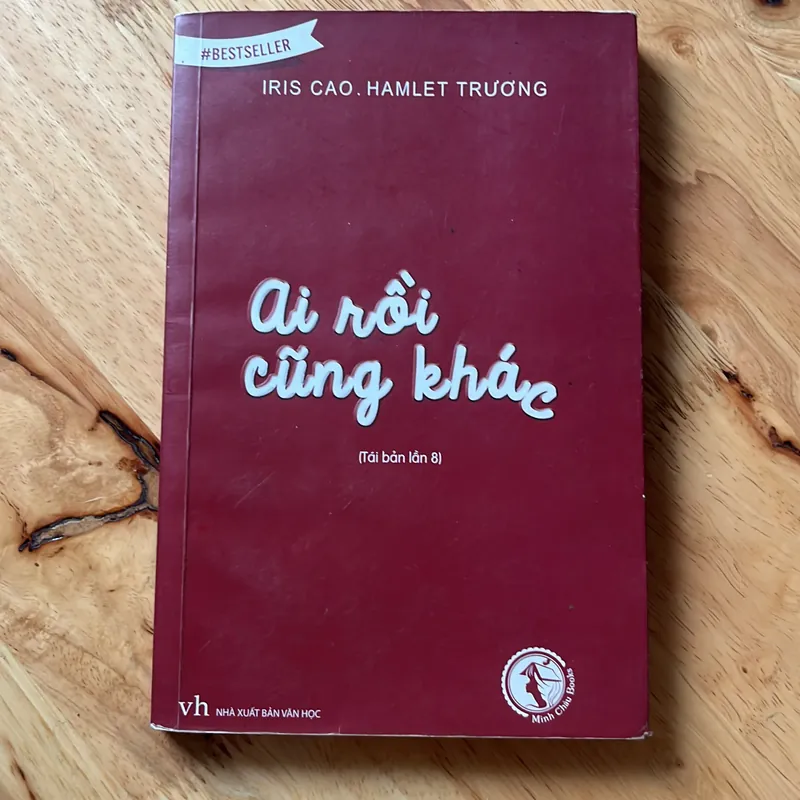 #BESTSELLER
IRIS CAO. HAMLET TRƯƠNG
Ai rồi
cũng khác
(Tái bản lần 8)
vh NHÀ XUẤT BẢN VĂN HỌC
Minh Châu Books